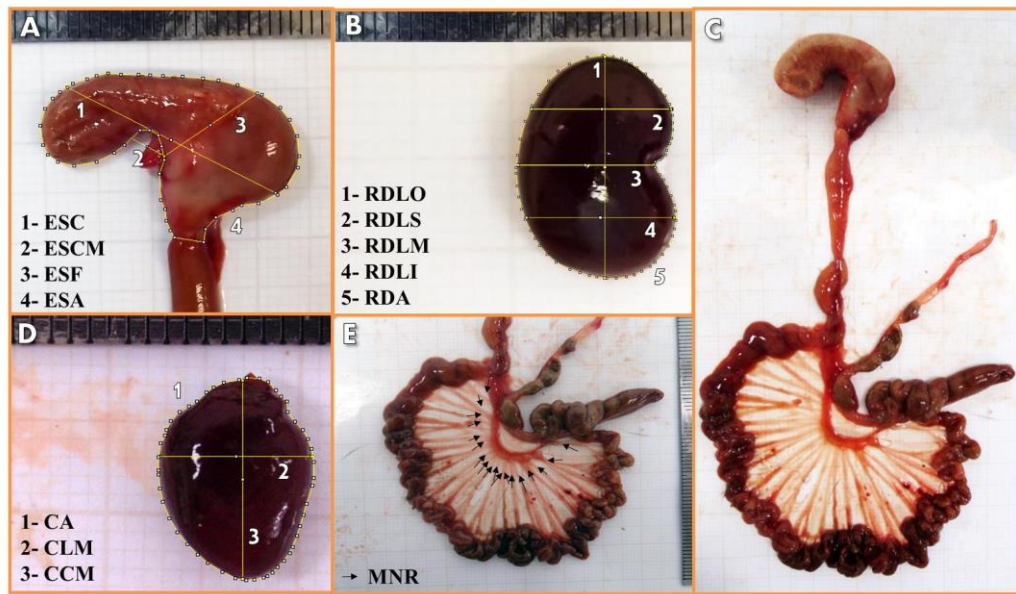 A
1
3
2
4
1- ESC
2- ESCM
3- ESF
4- ESA
B
1
2
3
4
5
1- RDLO
2- RDLS
3- RDLM
4- RDLI
5- RDA
C
D
1
2
3
1- CA
2- CLM
3- CCM
E
MNR